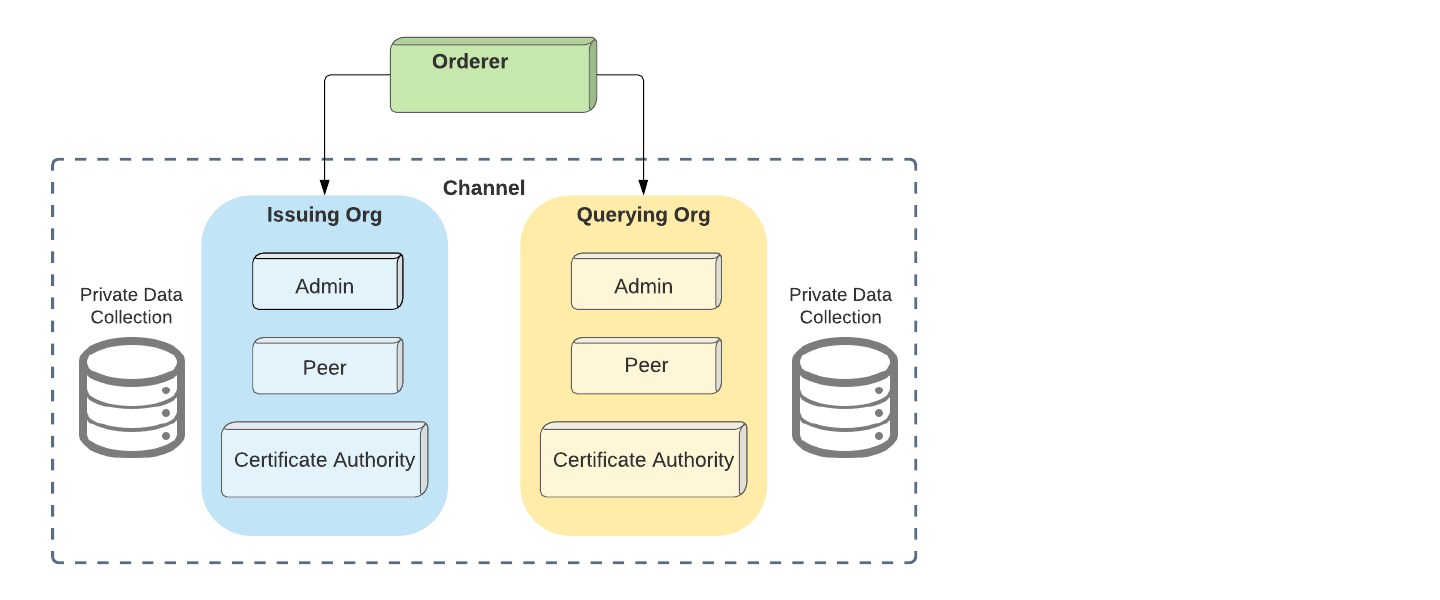 Orderer
Channel
Issuing Org
Querying Org
Admin
Admin
Private Data
Collection
Private Data
Collection
Peer
Peer
Certificate Authority
Certificate Authority